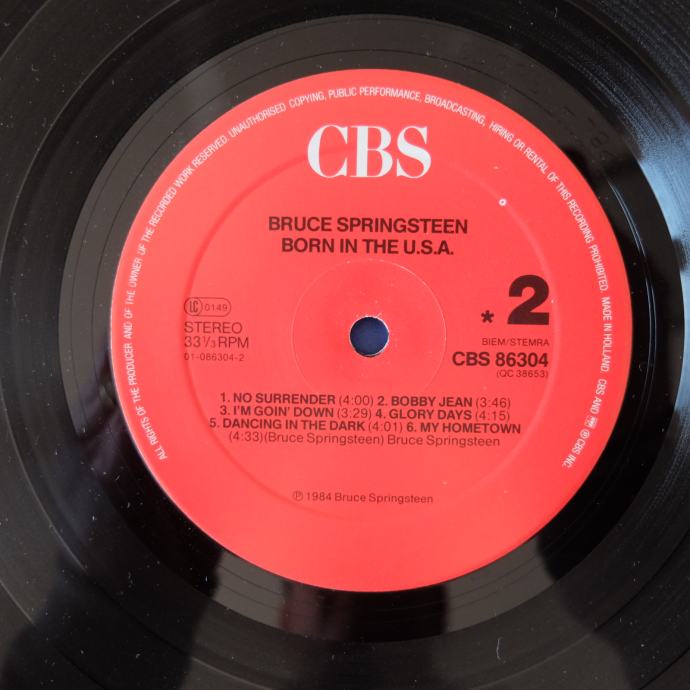 ALL RIGHTS OF THE PRODUCER AND OF THE OWNER OF THE RECORDED WORK RESERVED. UNAUTHORISED COPYING, PUBLIC PERFORMANCE, BROADCASTING, HIRING OR RENTAL OF THIS RECORDING PROHIBITED. MADE IN HOLLAND. CBS AND ℗ CBS INC.
CBS
BRUCE SPRINGSTEEN
BORN IN THE U.S.A.
LC 0149
* 2
STEREO
33 1/3 RPM
01-086304-2
BIEM/STEMRA
CBS 86304
(QC 38653)
1. NO SURRENDER (4:00) 2. BOBBY JEAN (3:46)
3. I'M GOIN' DOWN (3:29) 4. GLORY DAYS (4:15)
5. DANCING IN THE DARK (4:01) 6. MY HOMETOWN
(4:33)(Bruce Springsteen) Bruce Springsteen
℗ 1984 Bruce Springsteen